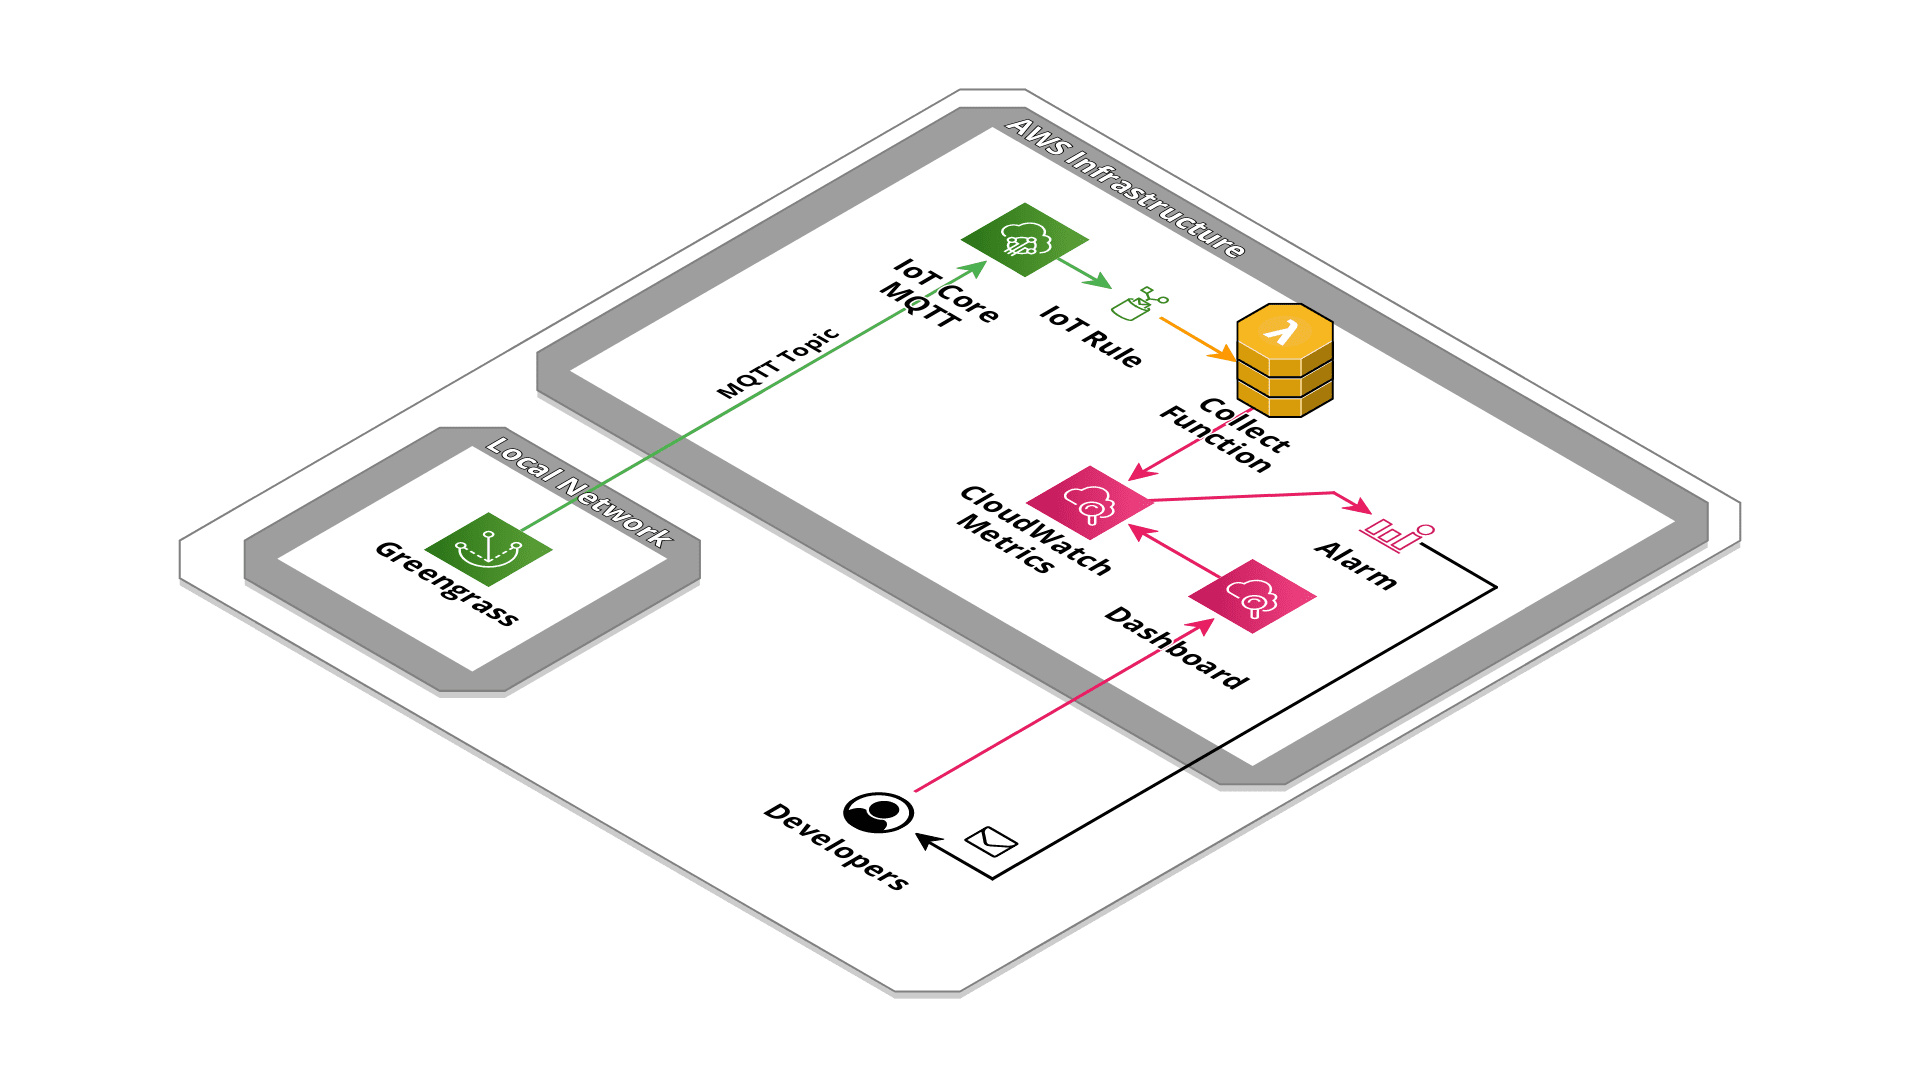 AWS Infrastructure
IoT Core
MQTT
IoT Rule
MQTT Topic
λ
Collect
Function
Local Network
Greengrass
CloudWatch
Metrics
Alarm
Dashboard
Developers